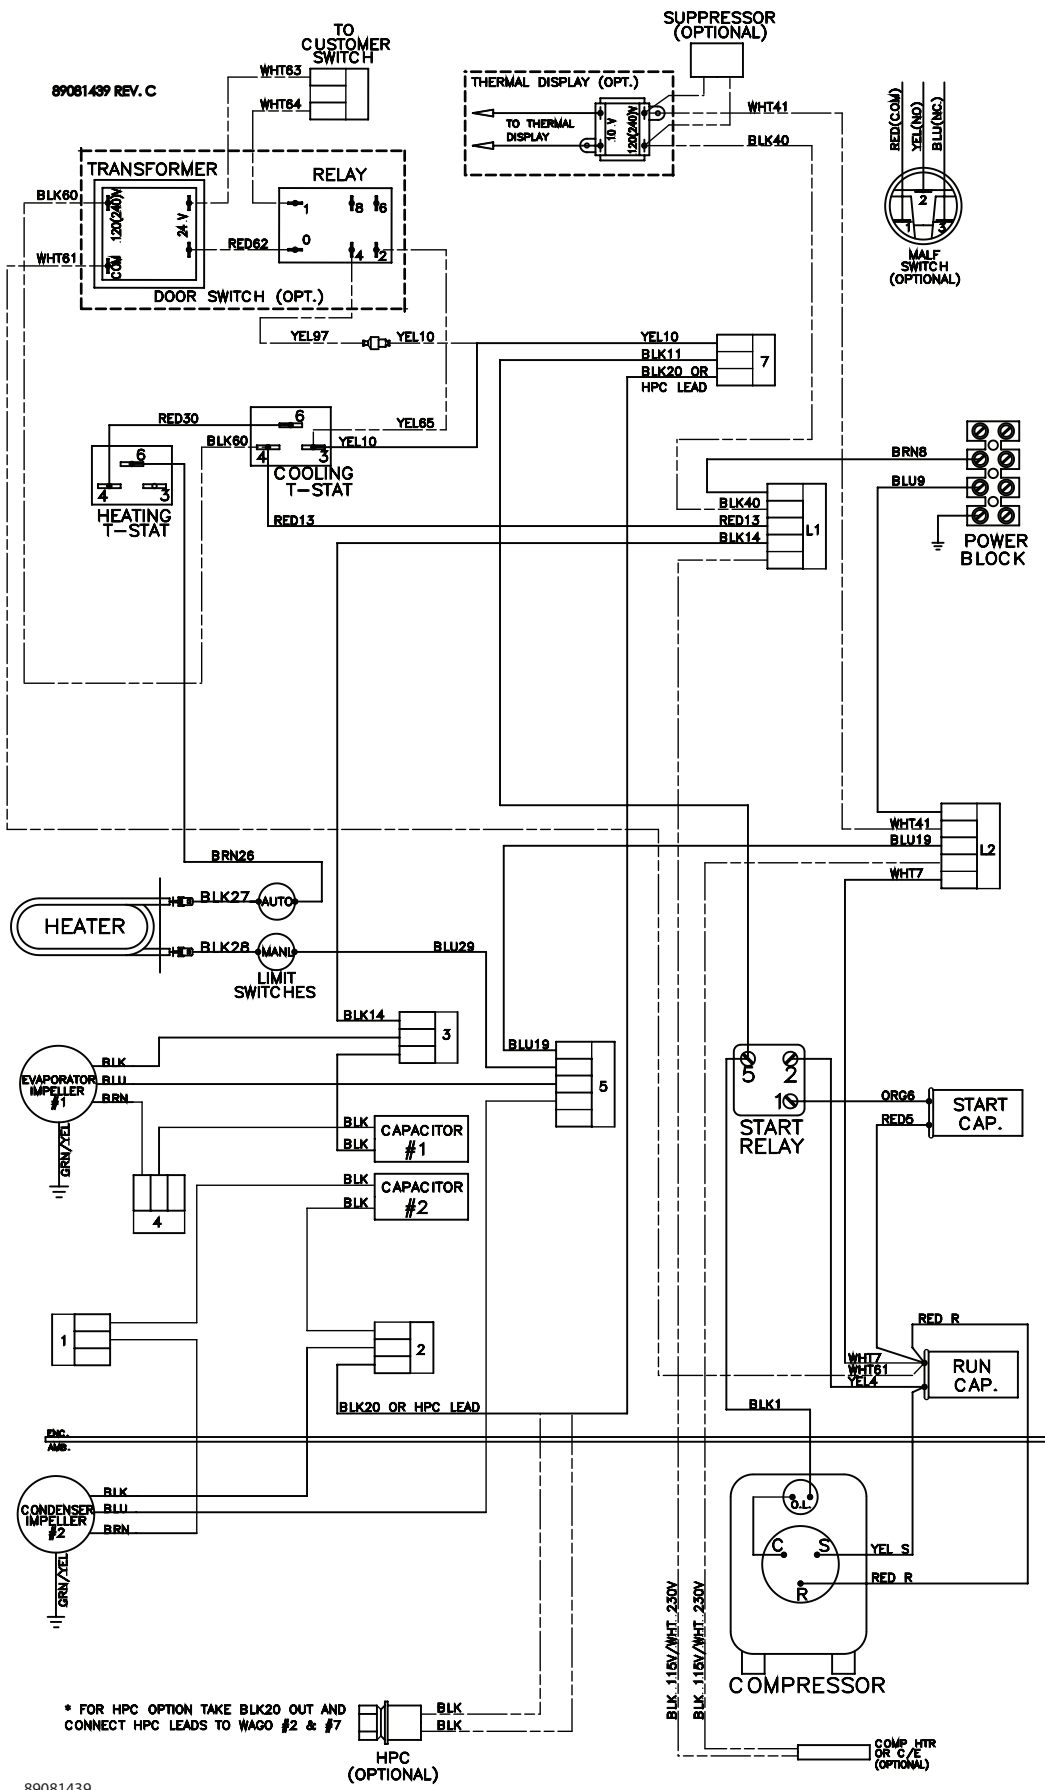 SUPPRESSOR
(OPTIONAL)
TO
CUSTOMER
SWITCH
WHT63
WHT64
89081439 REV. C
THERMAL DISPLAY (OPT.)
TO THERMAL
DISPLAY
10 V
120(240)V
WHT41
BLK40
RED(COM)
YEL(NO)
BLU(NC)
2
1
3
MALF
SWITCH
(OPTIONAL)
TRANSFORMER
RELAY
BLK60
120(240)V
COM
24 V
1
8
6
RED62
0
4
2
WHT61
DOOR SWITCH (OPT.)
YEL97
YEL10
YEL10
BLK11
BLK20 OR
HPC LEAD
7
RED30
6
YEL65
BLK60
4
3
YEL10
COOLING
T-STAT
6
4
3
HEATING
T-STAT
RED13
BRN8
BLU9
POWER
BLOCK
BLK40
RED13
BLK14
L1
WHT41
BLU19
WHT7
L2
BRN26
HEATER
BLK27
AUTO
BLK28
MANL
LIMIT
SWITCHES
BLU29
BLK14
3
BLU19
5
EVAPORATOR
IMPELLER
#1
BLK
BLU
BRN
GRN/YEL
4
BLK
BLK
CAPACITOR
#1
BLK
BLK
CAPACITOR
#2
5
2
1
START
RELAY
ORG6
RED5
START
CAP.
1
2
BLK20 OR HPC LEAD
RED R
WHT7
WHT61
YEL4
RUN
CAP.
BLK1
ENC.
AMB.
CONDENSER
IMPELLER
#2
BLK
BLU
BRN
GRN/YEL
O.L.
C
S
R
YEL S
RED R
COMPRESSOR
BLK 115V/WHT 230V
BLK 115V/WHT 230V
* FOR HPC OPTION TAKE BLK20 OUT AND
CONNECT HPC LEADS TO WAGO #2 & #7
BLK
BLK
HPC
(OPTIONAL)
COMP HTR
OR C/E
(OPTIONAL)
89081439